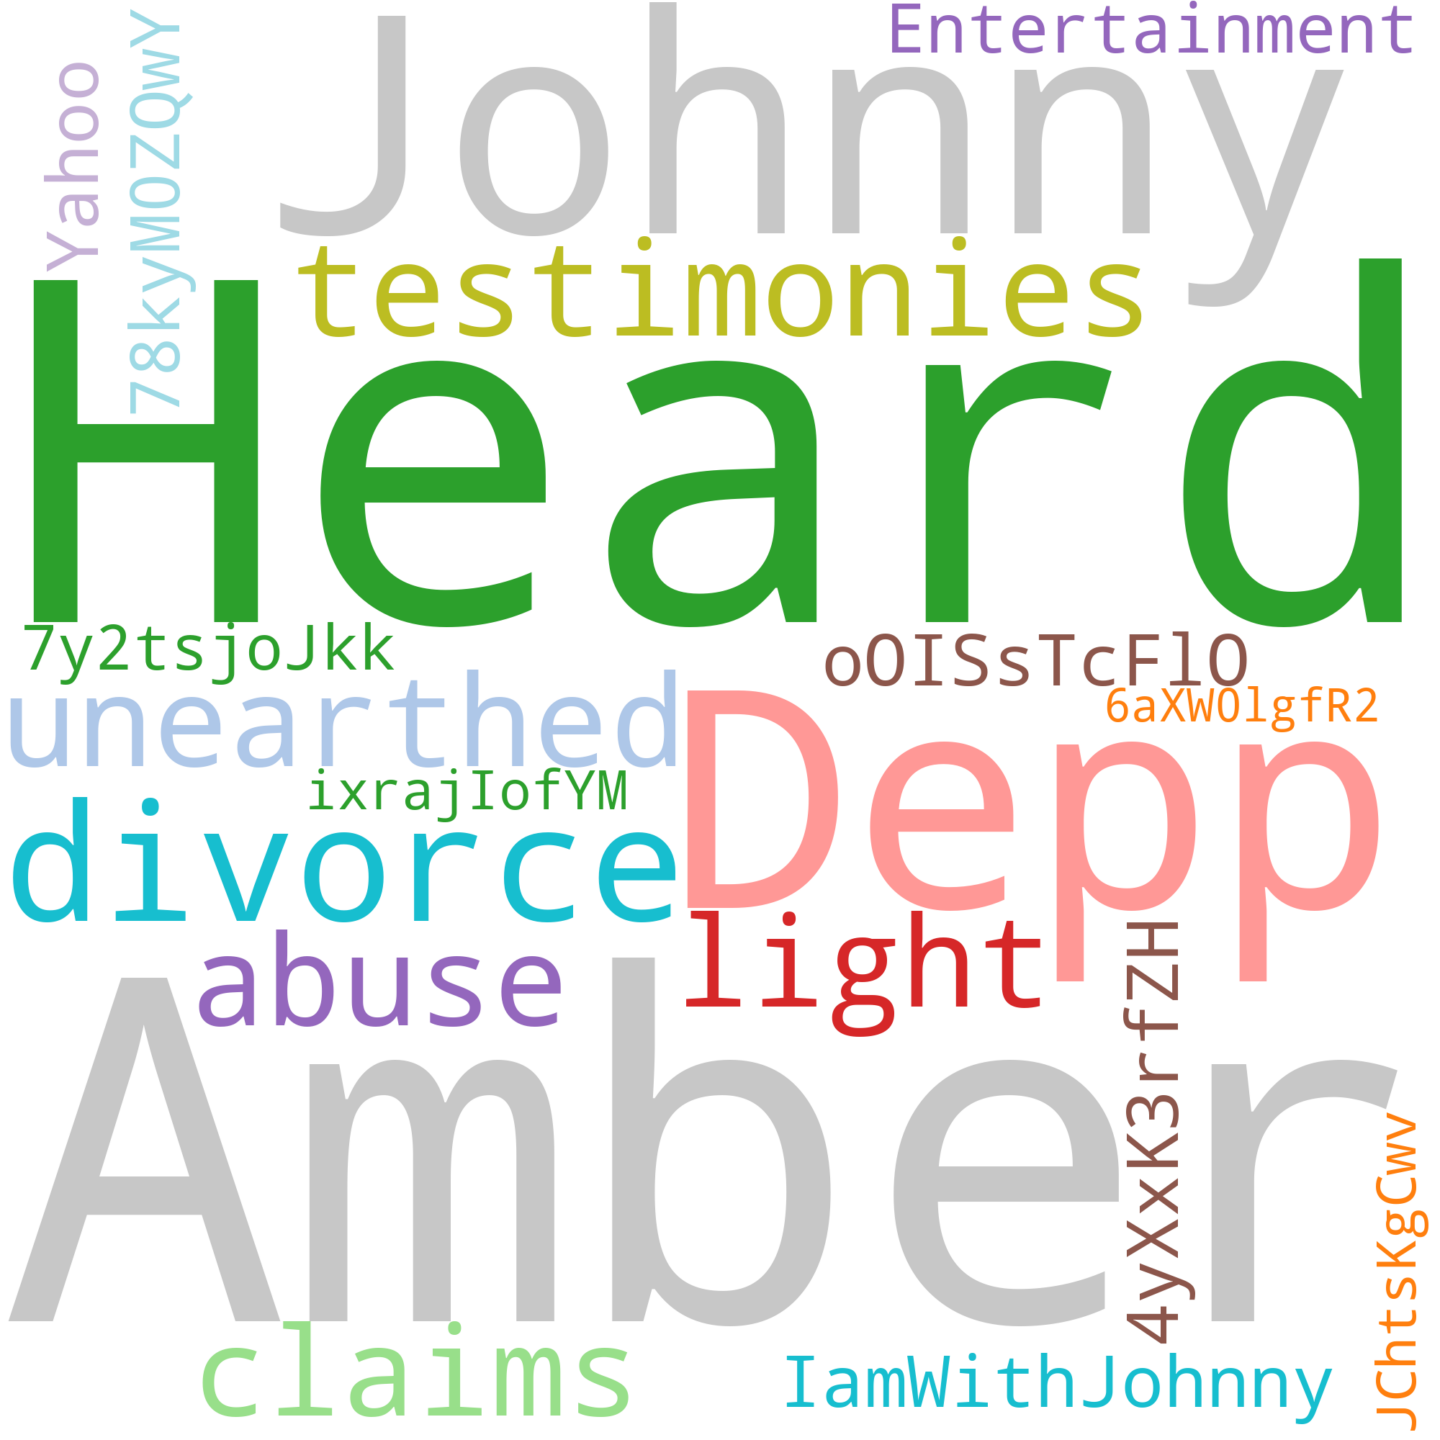 Entertainment
Johnny
Yahoo
78kyMOZQwY
testimonies
Heard
7y2tsjoJkk
oOISsTcFlO
unearthed
6aXWOlgfR2
Depp
ixrajIofYM
divorce
light
abuse
4yXxK3rfZH
Amber
JChtsKgCwv
claims
IamWithJohnny